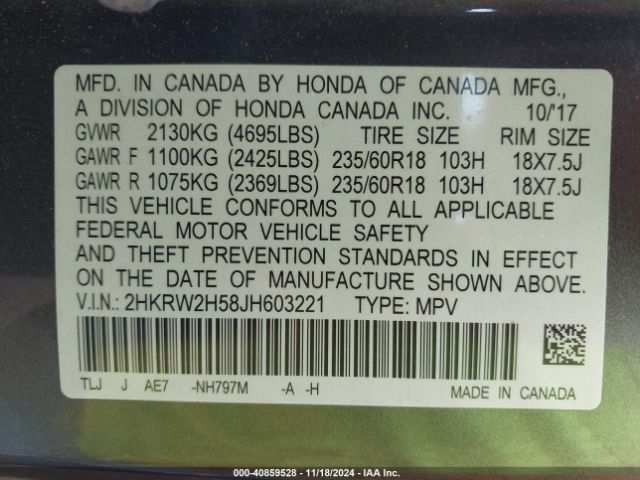 MFD. IN CANADA BY HONDA OF CANADA MFG.,
A DIVISION OF HONDA CANADA INC. 10/'17
GVWR 2130KG (4695LBS) TIRE SIZE RIM SIZE
GAWR F 1100KG (2425LBS) 235/60R18 103H 18X7.5J
GAWR R 1075KG (2369LBS) 235/60R18 103H 18X7.5J
THIS VEHICLE CONFORMS TO ALL APPLICABLE
FEDERAL MOTOR VEHICLE SAFETY
AND THEFT PREVENTION STANDARDS IN EFFECT
ON THE DATE OF MANUFACTURE SHOWN ABOVE.
V.I.N.: 2HKRW2H58JH603221 TYPE: MPV
TLJ J AE7 -NH797M -A -H
MADE IN CANADA
000-40859528 - 11/18/2024 - IAA Inc.